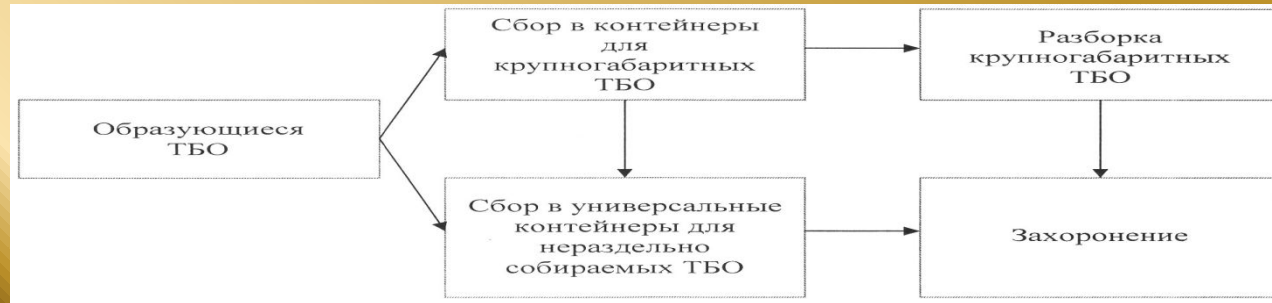 Образующиеся
ТБО
Сбор в контейнеры
для
крупногабаритных
ТБО
Разборка
крупногабаритных
ТБО
Сбор в универсальные
контейнеры для
нераздельно
собираемых ТБО
Захоронение